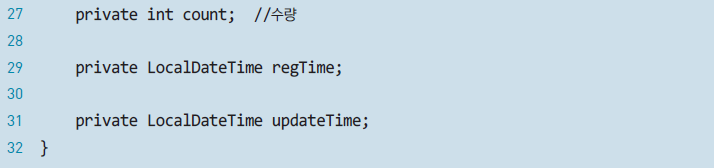 27 private int count; //수량
28
29 private LocalDateTime regTime;
30
31 private LocalDateTime updateTime;
32 }